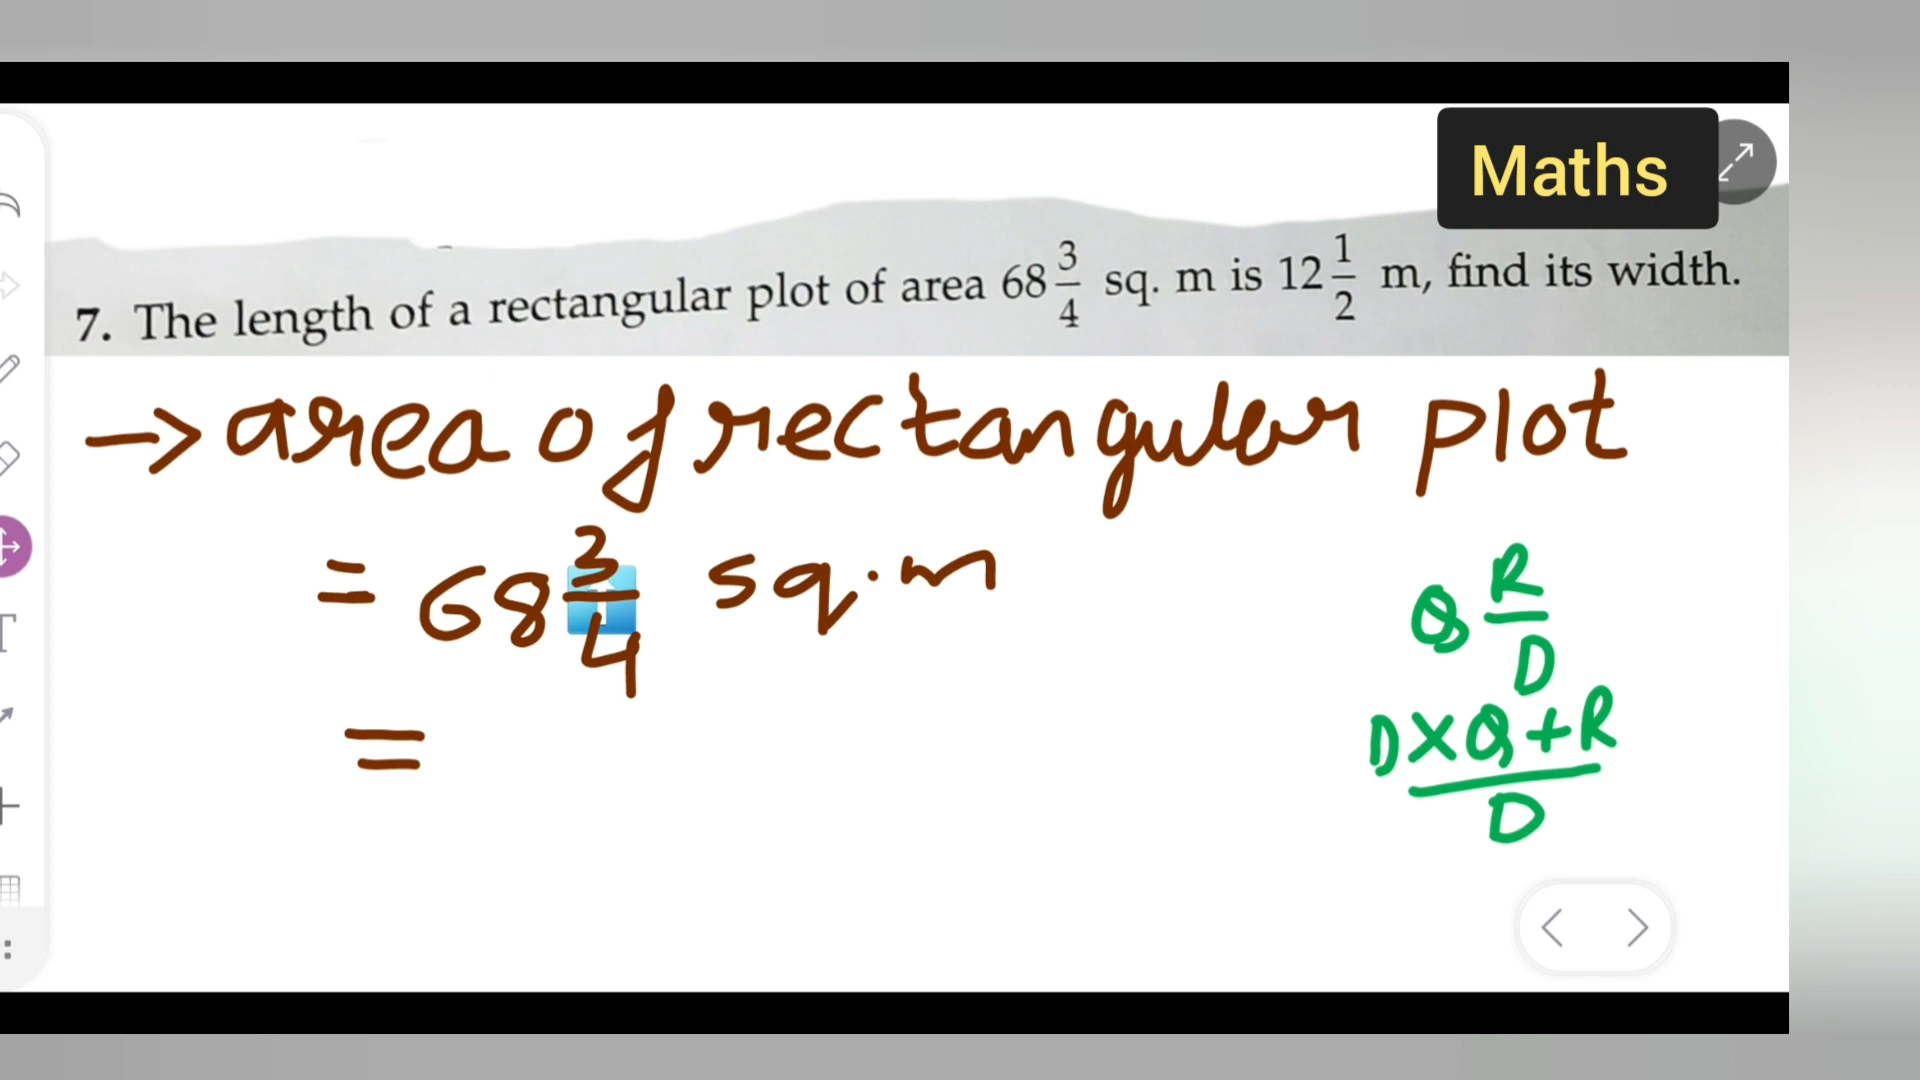 Maths
7. The length of a rectangular plot of area 68 3/4 sq. m is 12 1/2 m, find its width.
→ area of rectangular plot
= 68 3/4 sq. m
=
Q R/D
D×Q+R
D